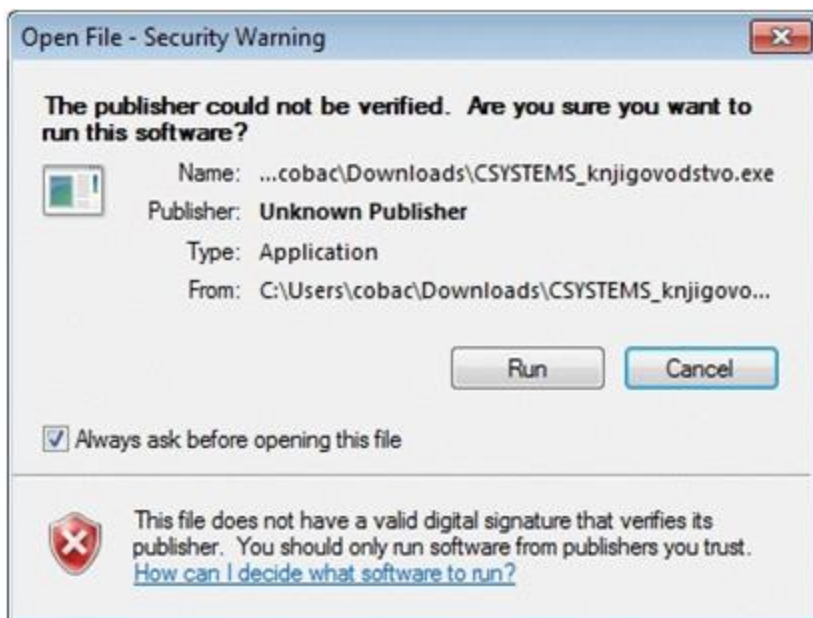 Open File - Security Warning
The publisher could not be verified. Are you sure you want to
run this software?
Name: ...cobac\Downloads\CSYSTEMS_knjigovodstvo.exe
Publisher: Unknown Publisher
Type: Application
From: C:\Users\cobac\Downloads\CSYSTEMS_knjigovo...
Run Cancel
Always ask before opening this file
This file does not have a valid digital signature that verifies its
publisher. You should only run software from publishers you trust.
How can I decide what software to run?